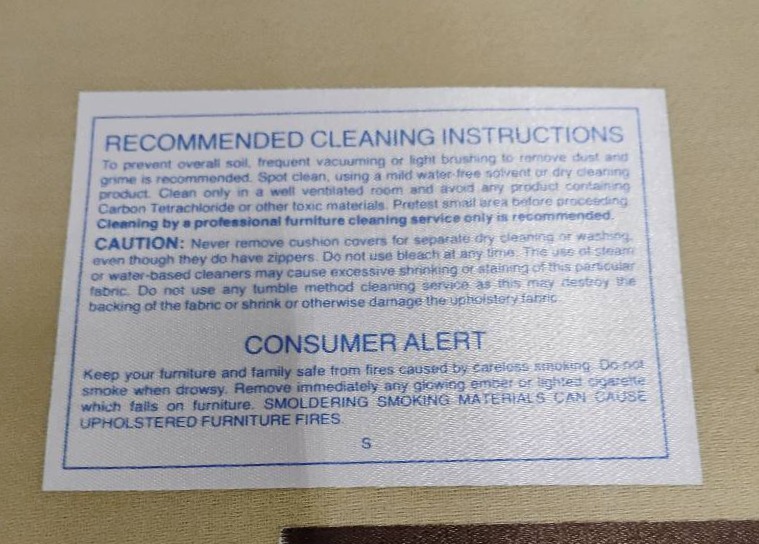 RECOMMENDED CLEANING INSTRUCTIONS
To prevent overall soil, frequent vacuuming or light brushing to remove dust and
grime is recommended. Spot clean, using a mild water-free solvent or dry cleaning
product. Clean only in a well ventilated room and avoid any product containing
Carbon Tetrachloride or other toxic materials. Pretest small area before proceeding.
Cleaning by a professional furniture cleaning service only is recommended.
CAUTION: Never remove cushion covers for separate dry cleaning or washing,
even though they do have zippers. Do not use bleach at any time. The use of steam
or water-based cleaners may cause excessive shrinking or staining of this particular
fabric. Do not use any tumble method cleaning service as this may destroy the
backing of the fabric or shrink or otherwise damage the upholstery fabric.
CONSUMER ALERT
Keep your furniture and family safe from fires caused by careless smoking. Do not
smoke when drowsy. Remove immediately any glowing ember or lighted cigarette
which falls on furniture. SMOLDERING SMOKING MATERIALS CAN CAUSE
UPHOLSTERED FURNITURE FIRES.
S